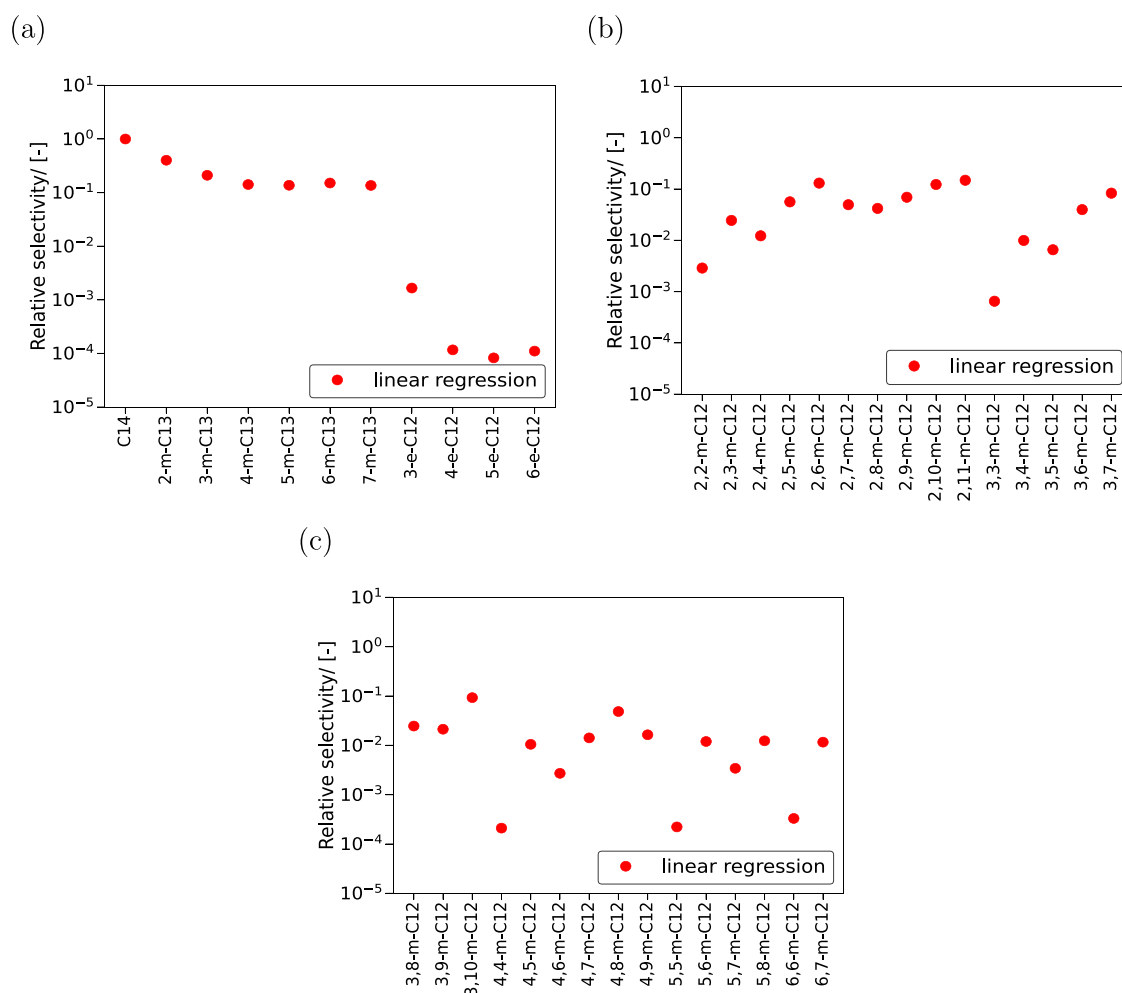 (a)
Relative selectivity/ [-]
10^1
10^0
10^-1
10^-2
10^-3
10^-4
10^-5
linear regression
C14
2-m-C13
3-m-C13
4-m-C13
5-m-C13
6-m-C13
7-m-C13
3-e-C12
4-e-C12
5-e-C12
6-e-C12
(b)
Relative selectivity/ [-]
10^1
10^0
10^-1
10^-2
10^-3
10^-4
10^-5
linear regression
2,2-m-C12
2,3-m-C12
2,4-m-C12
2,5-m-C12
2,6-m-C12
2,7-m-C12
2,8-m-C12
2,9-m-C12
2,10-m-C12
2,11-m-C12
3,3-m-C12
3,4-m-C12
3,5-m-C12
3,6-m-C12
3,7-m-C12
(c)
Relative selectivity/ [-]
10^1
10^0
10^-1
10^-2
10^-3
10^-4
10^-5
linear regression
3,8-m-C12
3,9-m-C12
3,10-m-C12
4,4-m-C12
4,5-m-C12
4,6-m-C12
4,7-m-C12
4,8-m-C12
4,9-m-C12
5,5-m-C12
5,6-m-C12
5,7-m-C12
5,8-m-C12
6,6-m-C12
6,7-m-C12